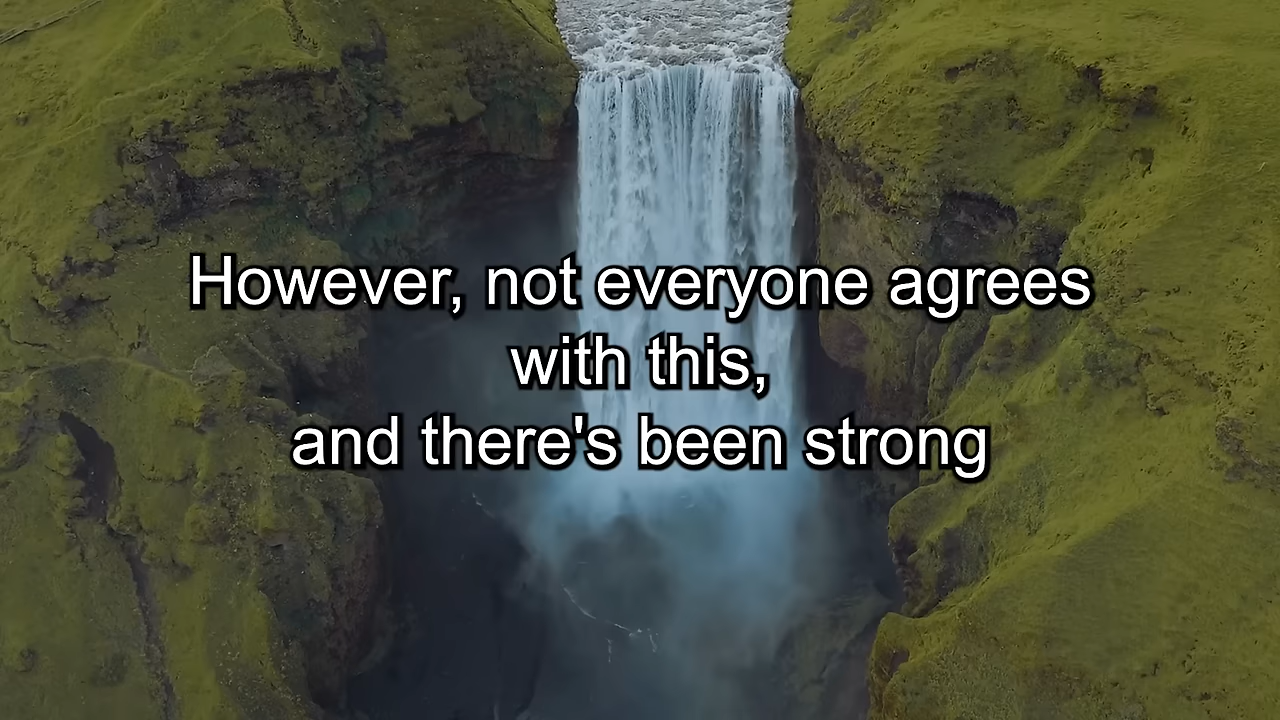 However, not everyone agrees
with this,
and there's been strong